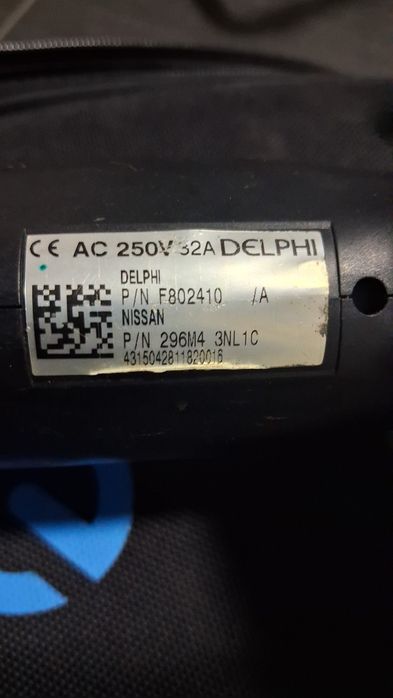 CE AC 250V 32A DELPHI
DELPHI
P/N F802410 /A
NISSAN
P/N 296M4 3NL1C
4315042811820016